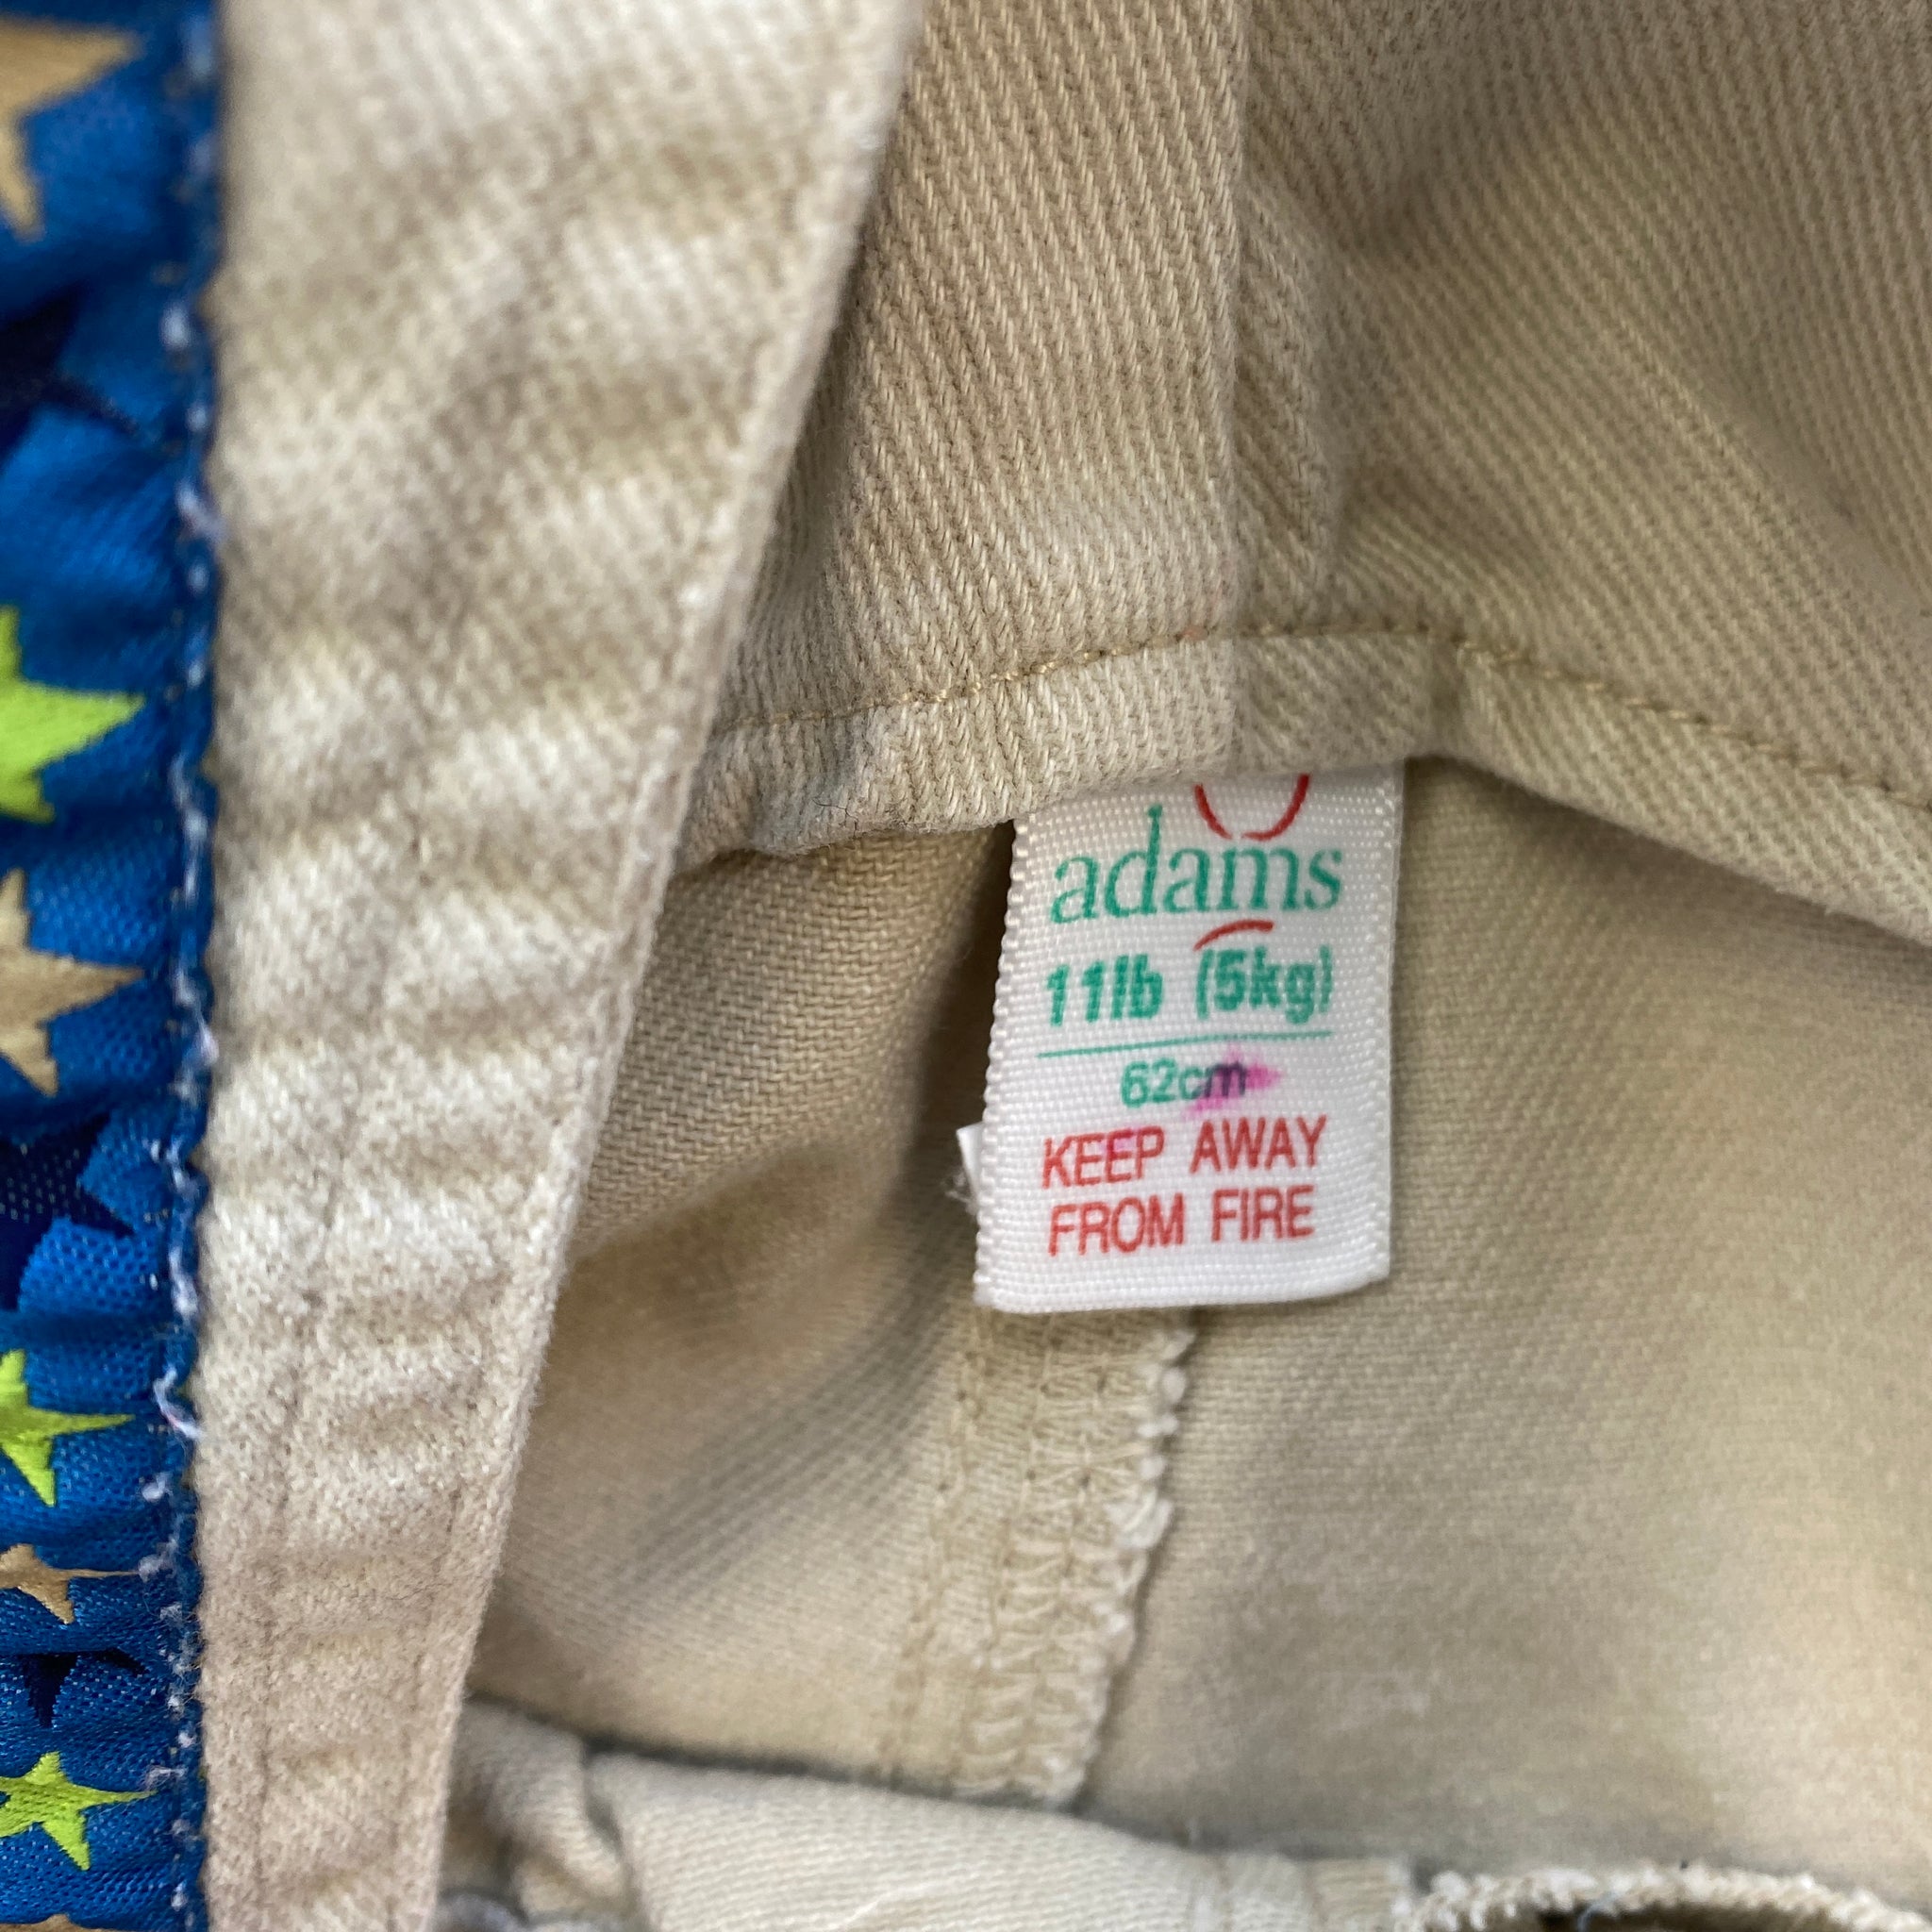 adams
11lb (5kg)
62cm
KEEP AWAY
FROM FIRE